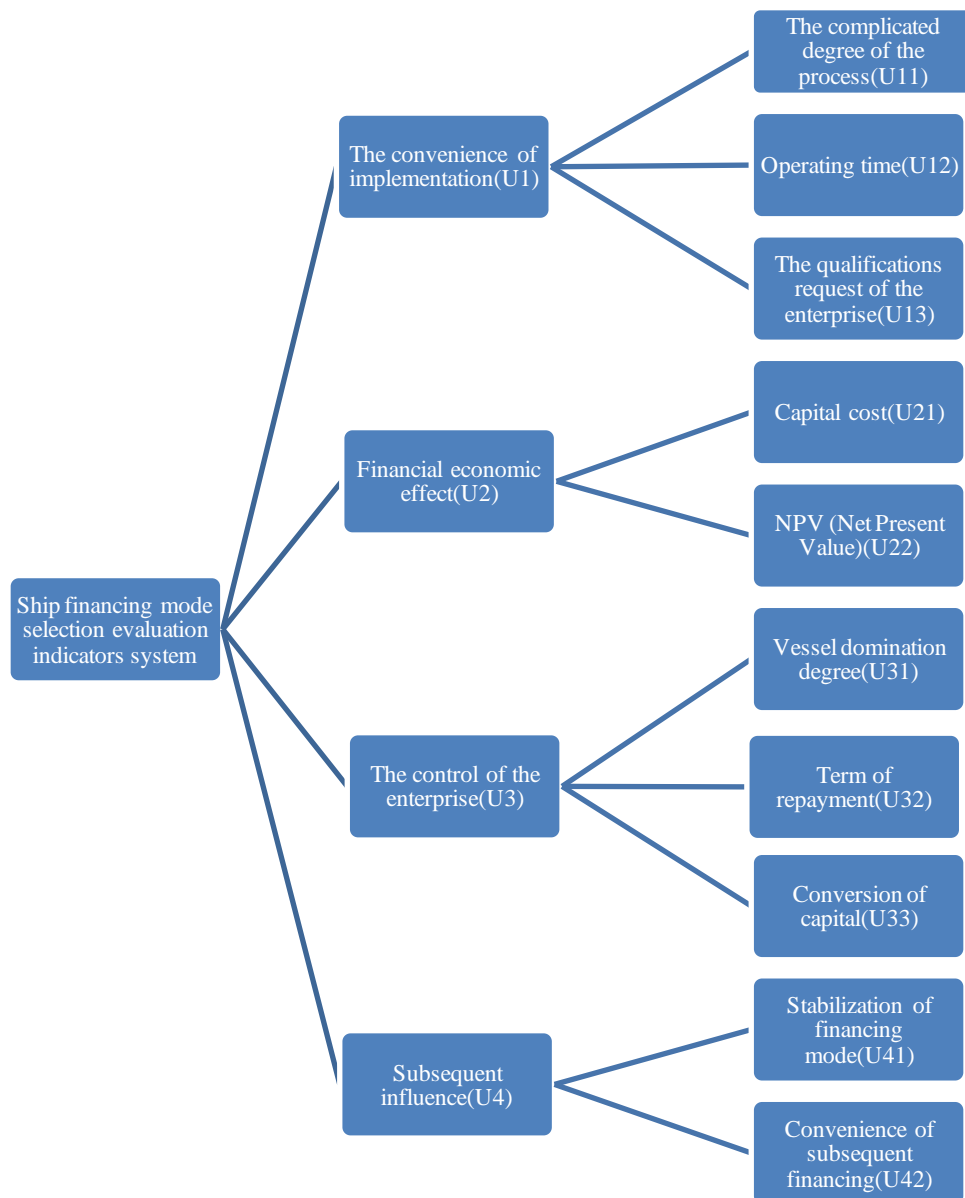 Ship financing mode
selection evaluation
indicators system
The convenience of
implementation(U1)
The complicated
degree of the
process(U11)
Operating time(U12)
The qualifications
request of the
enterprise(U13)
Financial economic
effect(U2)
Capital cost(U21)
NPV (Net Present
Value)(U22)
The control of the
enterprise(U3)
Vessel domination
degree(U31)
Term of
repayment(U32)
Conversion of
capital(U33)
Subsequent
influence(U4)
Stabilization of
financing
mode(U41)
Convenience of
subsequent
financing(U42)